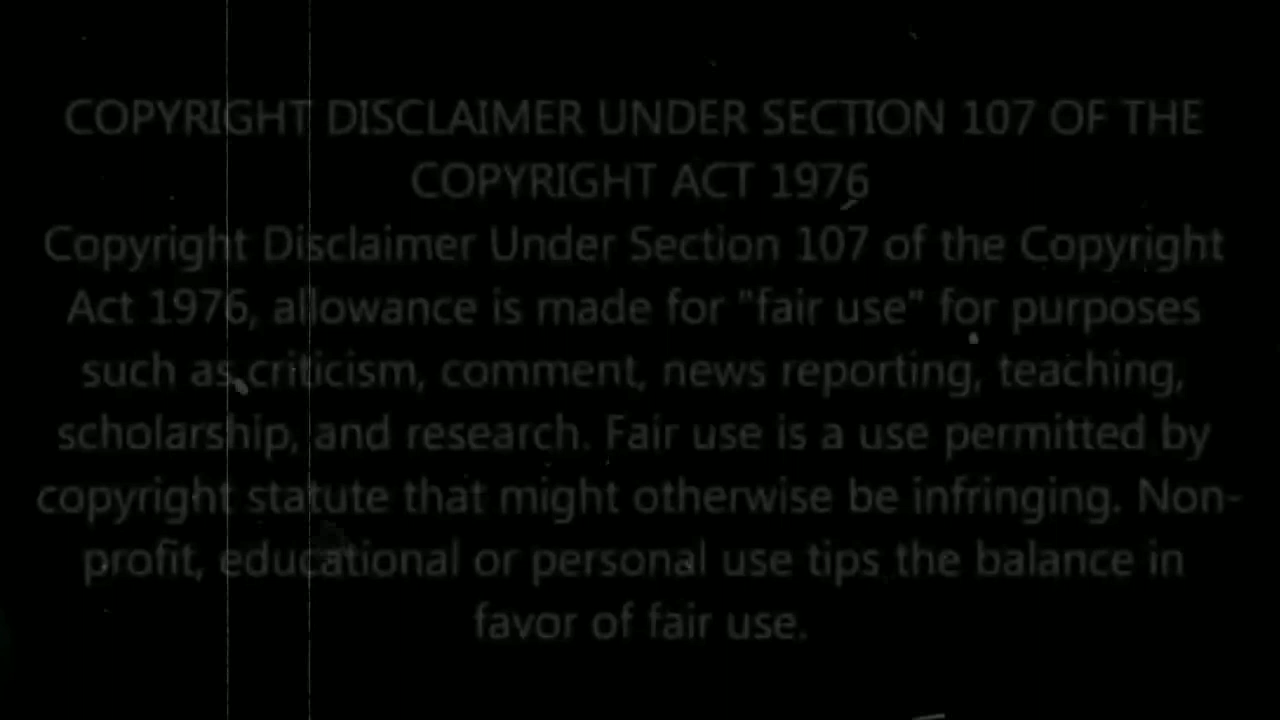 COPYRIGHT DISCLAIMER UNDER SECTION 107 OF THE
COPYRIGHT ACT 1976
Copyright Disclaimer Under Section 107 of the Copyright
Act 1976, allowance is made for "fair use" for purposes
such as criticism, comment, news reporting, teaching,
scholarship, and research. Fair use is a use permitted by
copyright statute that might otherwise be infringing. Non-
profit, educational or personal use tips the balance in
favor of fair use.